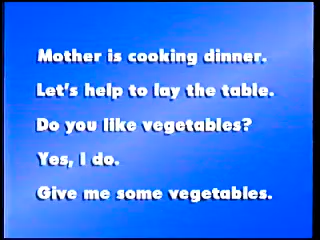 Mother is cooking dinner.
Let's help to lay the table.
Do you like vegetables?
Yes, I do.
Give me some vegetables.